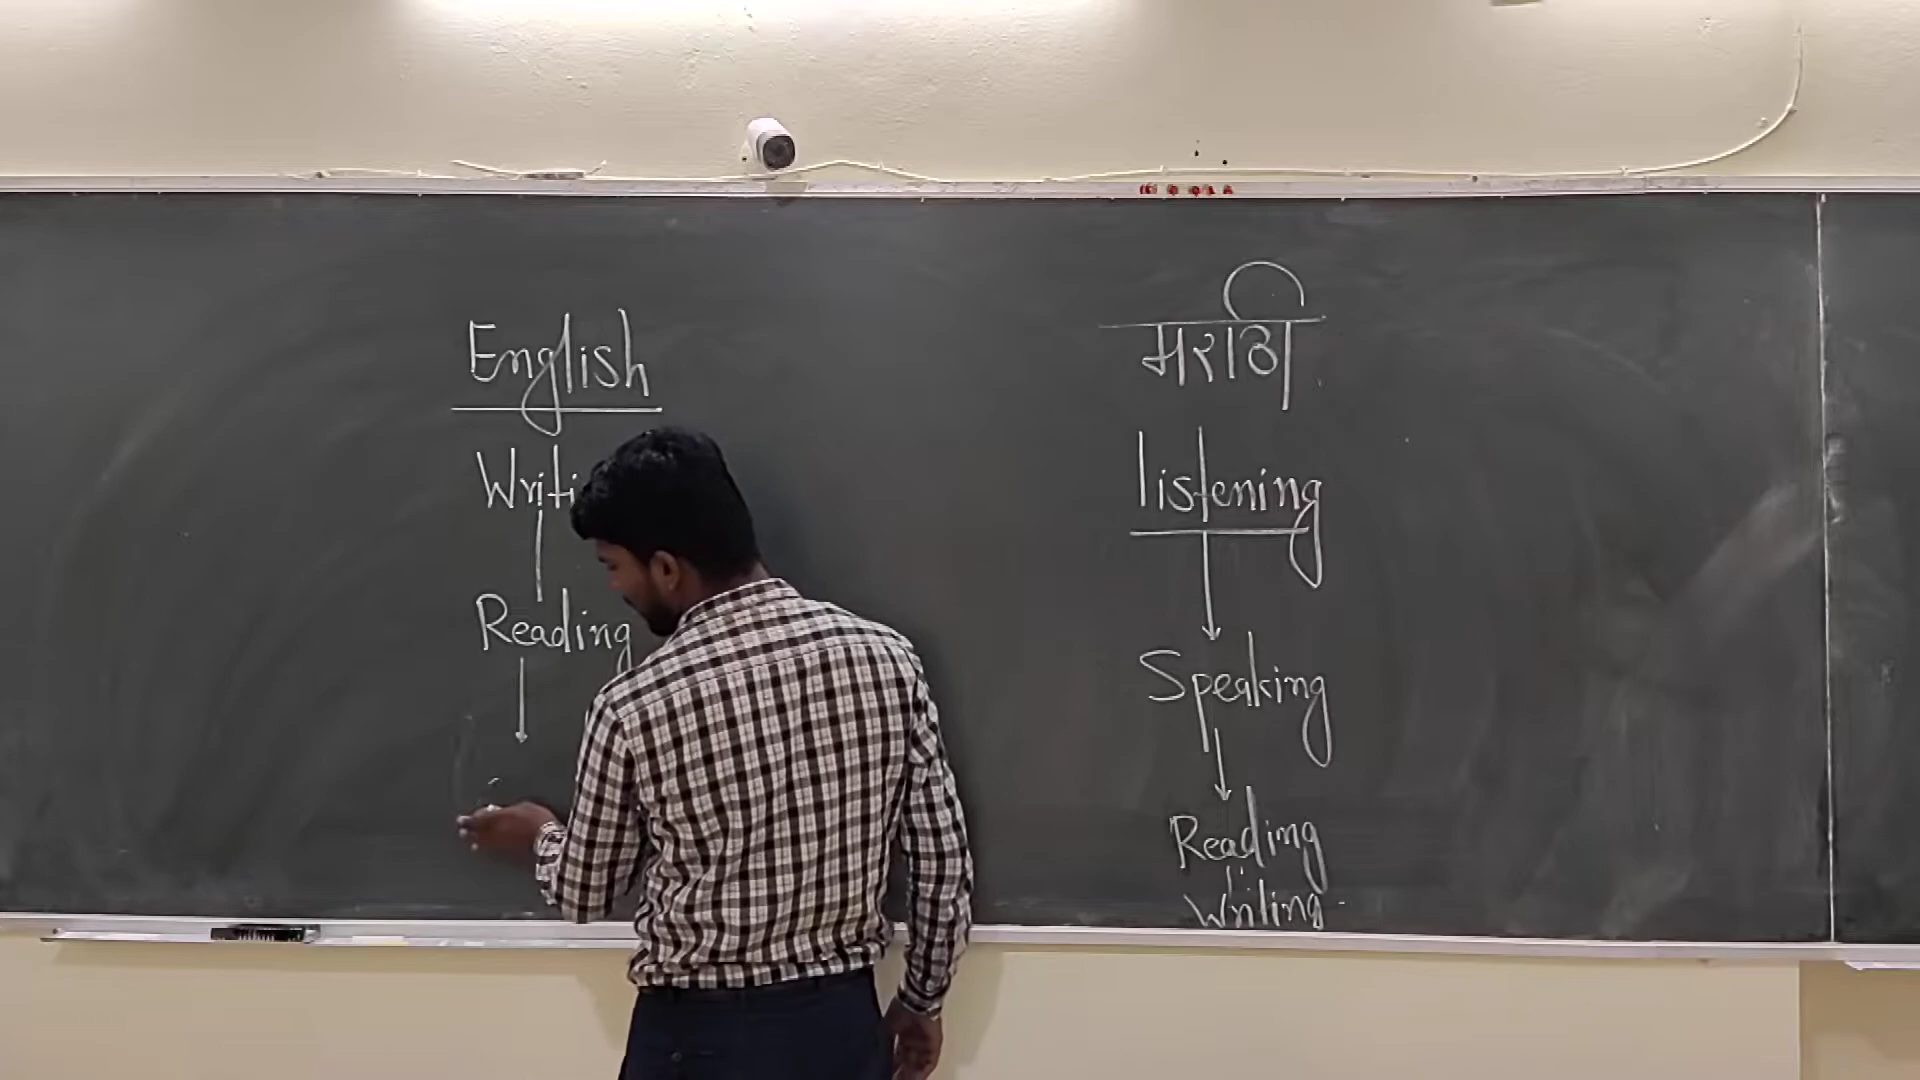 English
Writi
Reading
मराठी
listening
Speaking
Reading
Writing